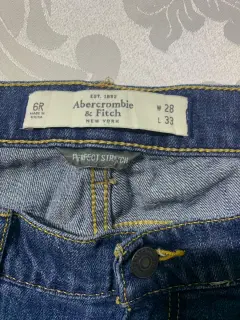 EST. 1892
6R
Abercrombie
& Fitch
NEW YORK
W 28
L 33
PERFECT STRETCH